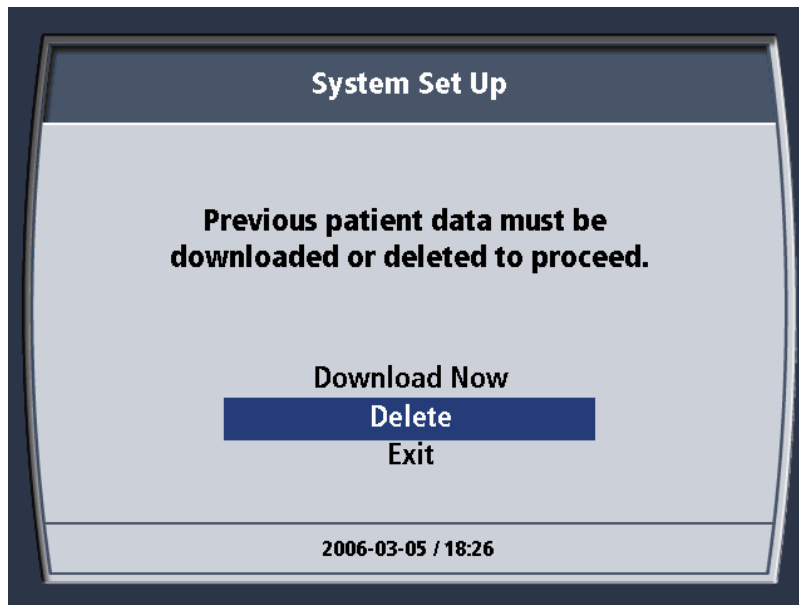 System Set Up
Previous patient data must be
downloaded or deleted to proceed.
Download Now
Delete
Exit
2006-03-05 / 18:26